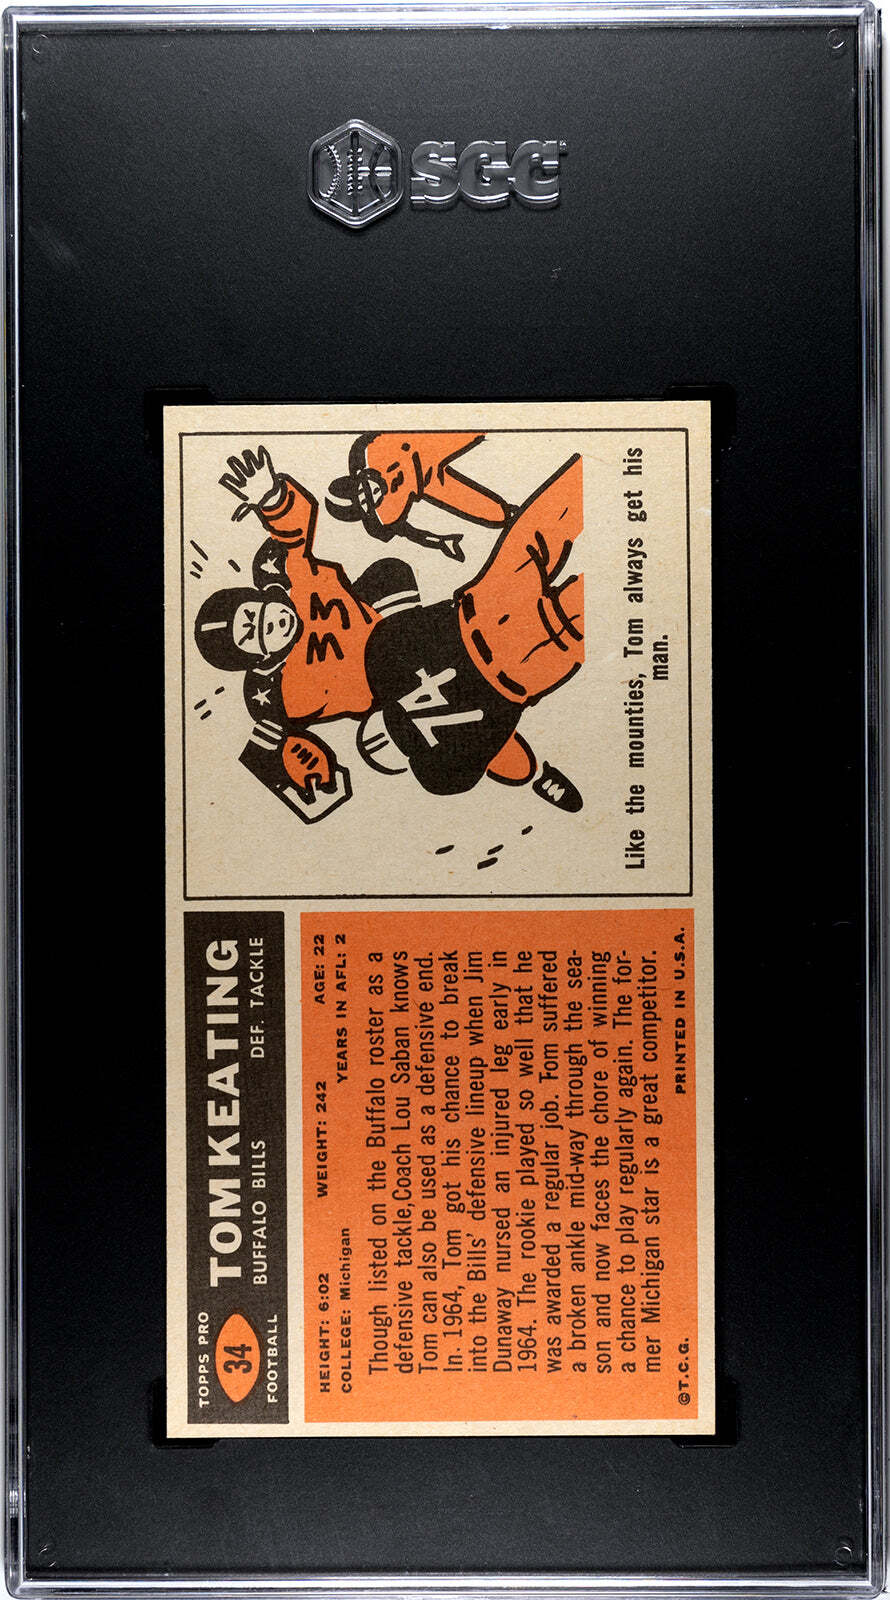 SGC
TOPPS PRO
34
FOOTBALL
TOM KEATING
BUFFALO BILLS DEF. TACKLE
HEIGHT: 6:02 WEIGHT: 242 AGE: 22
COLLEGE: Michigan YEARS IN AFL: 2
Though listed on the Buffalo roster as a
defensive tackle,Coach Lou Saban knows
Tom can also be used as a defensive end.
In. 1964, Tom got his chance to break
into the Bills' defensive lineup when Jim
Dunaway nursed an injured leg early in
1964. The rookie played so well that he
was awarded a regular job. Tom suffered
a broken ankle mid-way through the sea-
son and now faces the chore of winning
a chance to play regularly again. The for-
mer Michigan star is a great competitor.
©T.C.G. PRINTED IN U.S.A.
33
74
Like the mounties, Tom always get his
man.